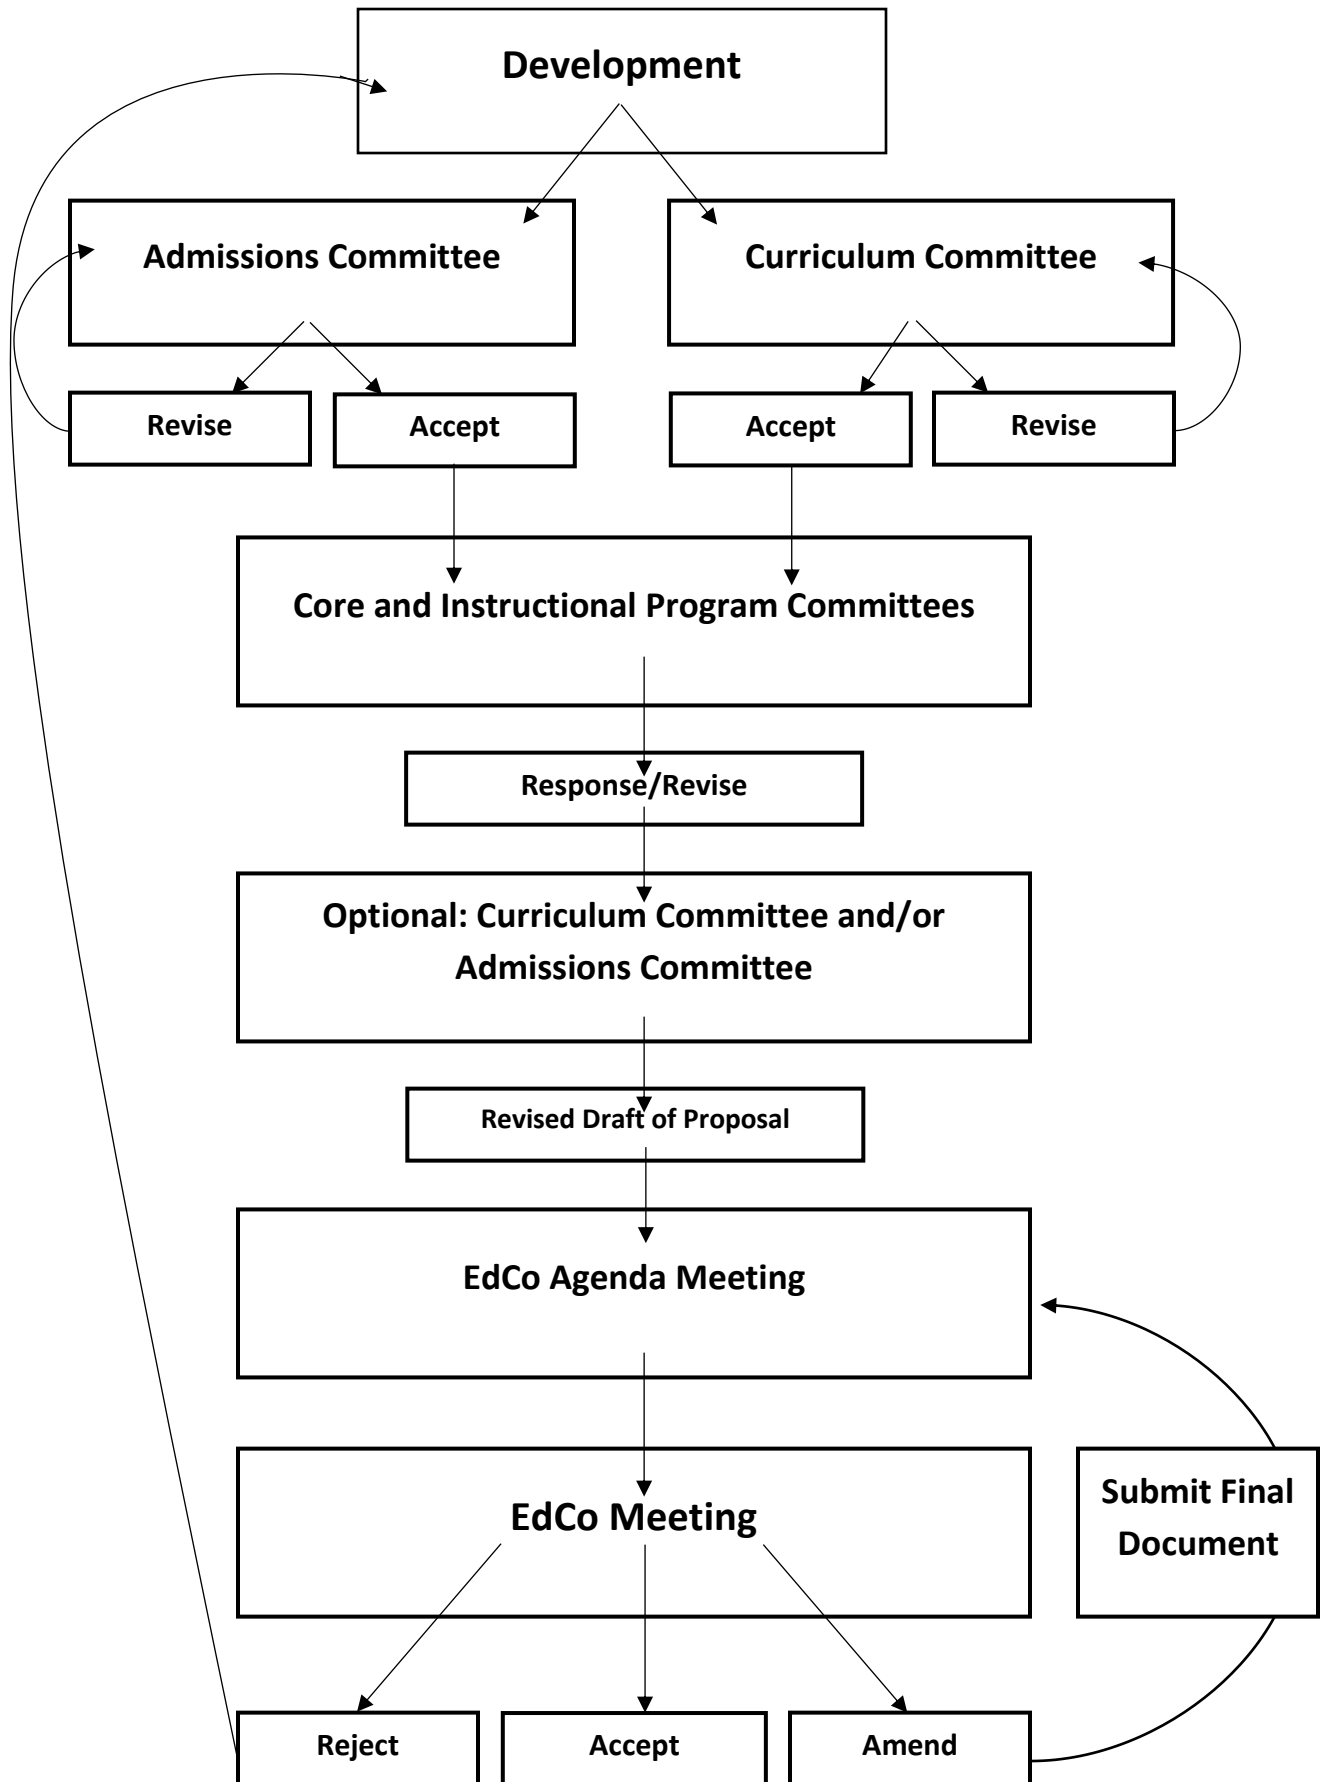 Development
Admissions Committee
Curriculum Committee
Revise
Accept
Accept
Revise
Core and Instructional Program Committees
Response/Revise
Optional: Curriculum Committee and/or
Admissions Committee
Revised Draft of Proposal
EdCo Agenda Meeting
EdCo Meeting
Submit Final
Document
Reject
Accept
Amend